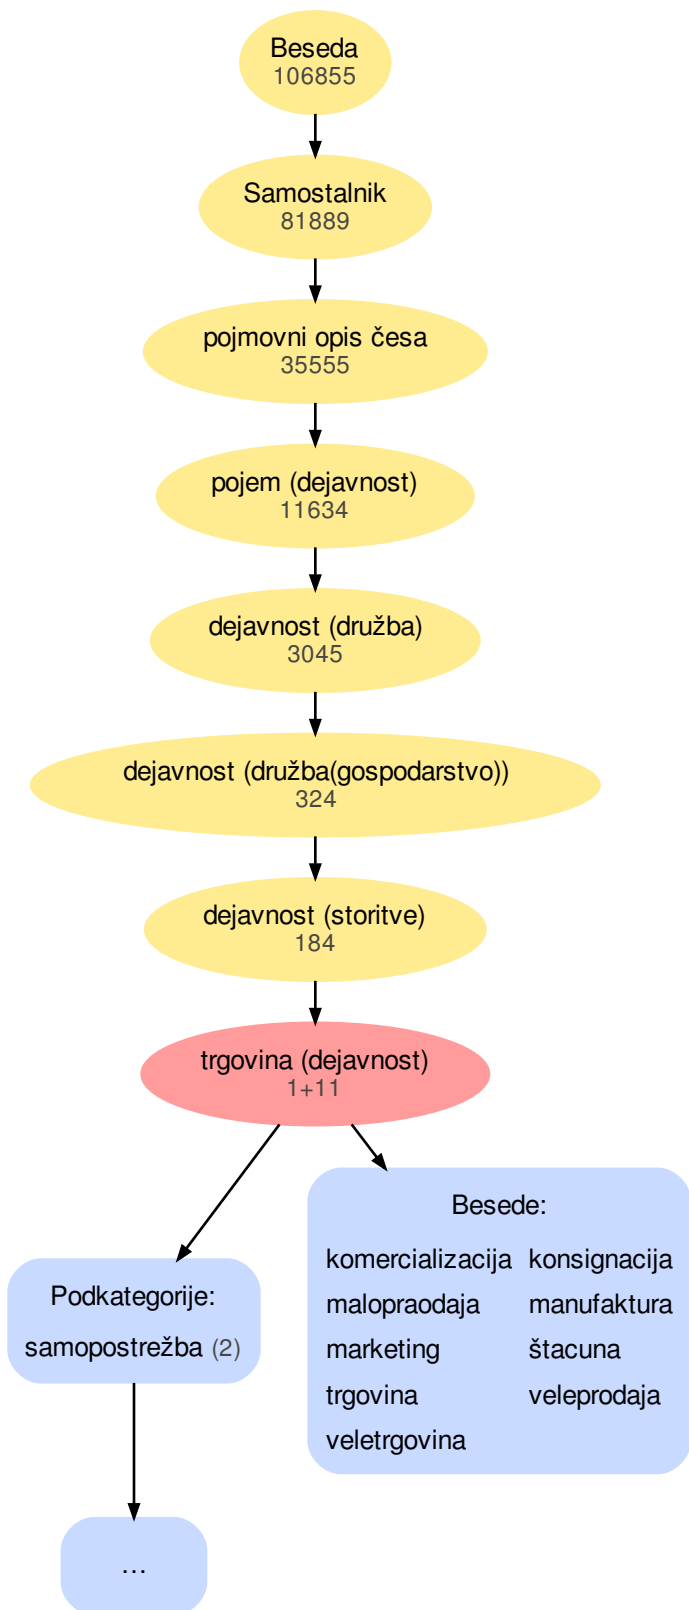 Beseda
106855
Samostalnik
81889
pojmovni opis česa
35555
pojem (dejavnost)
11634
dejavnost (družba)
3045
dejavnost (družba(gospodarstvo))
324
dejavnost (storitve)
184
trgovina (dejavnost)
1+11
Besede:
komercializacija konsignacija
malopraodaja manufaktura
marketing štacuna
trgovina veleprodaja
veletrgovina
Podkategorije:
samopostrežba (2)
...